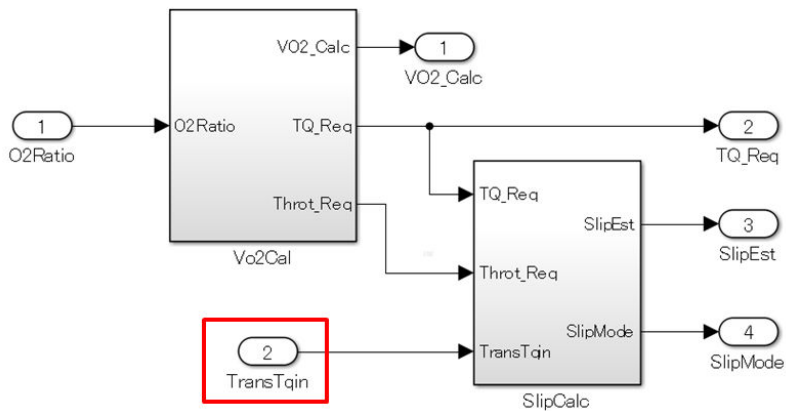 VO2_Calc
1
VO2_Calc
1
O2Ratio
O2Ratio
TQ_Req
2
TQ_Req
Throt_Req
Vo2Cal
TQ_Req
SlipEst
3
SlipEst
Throt_Req
2
TransTqin
TransTqin
SlipMode
4
SlipMode
SlipCalc